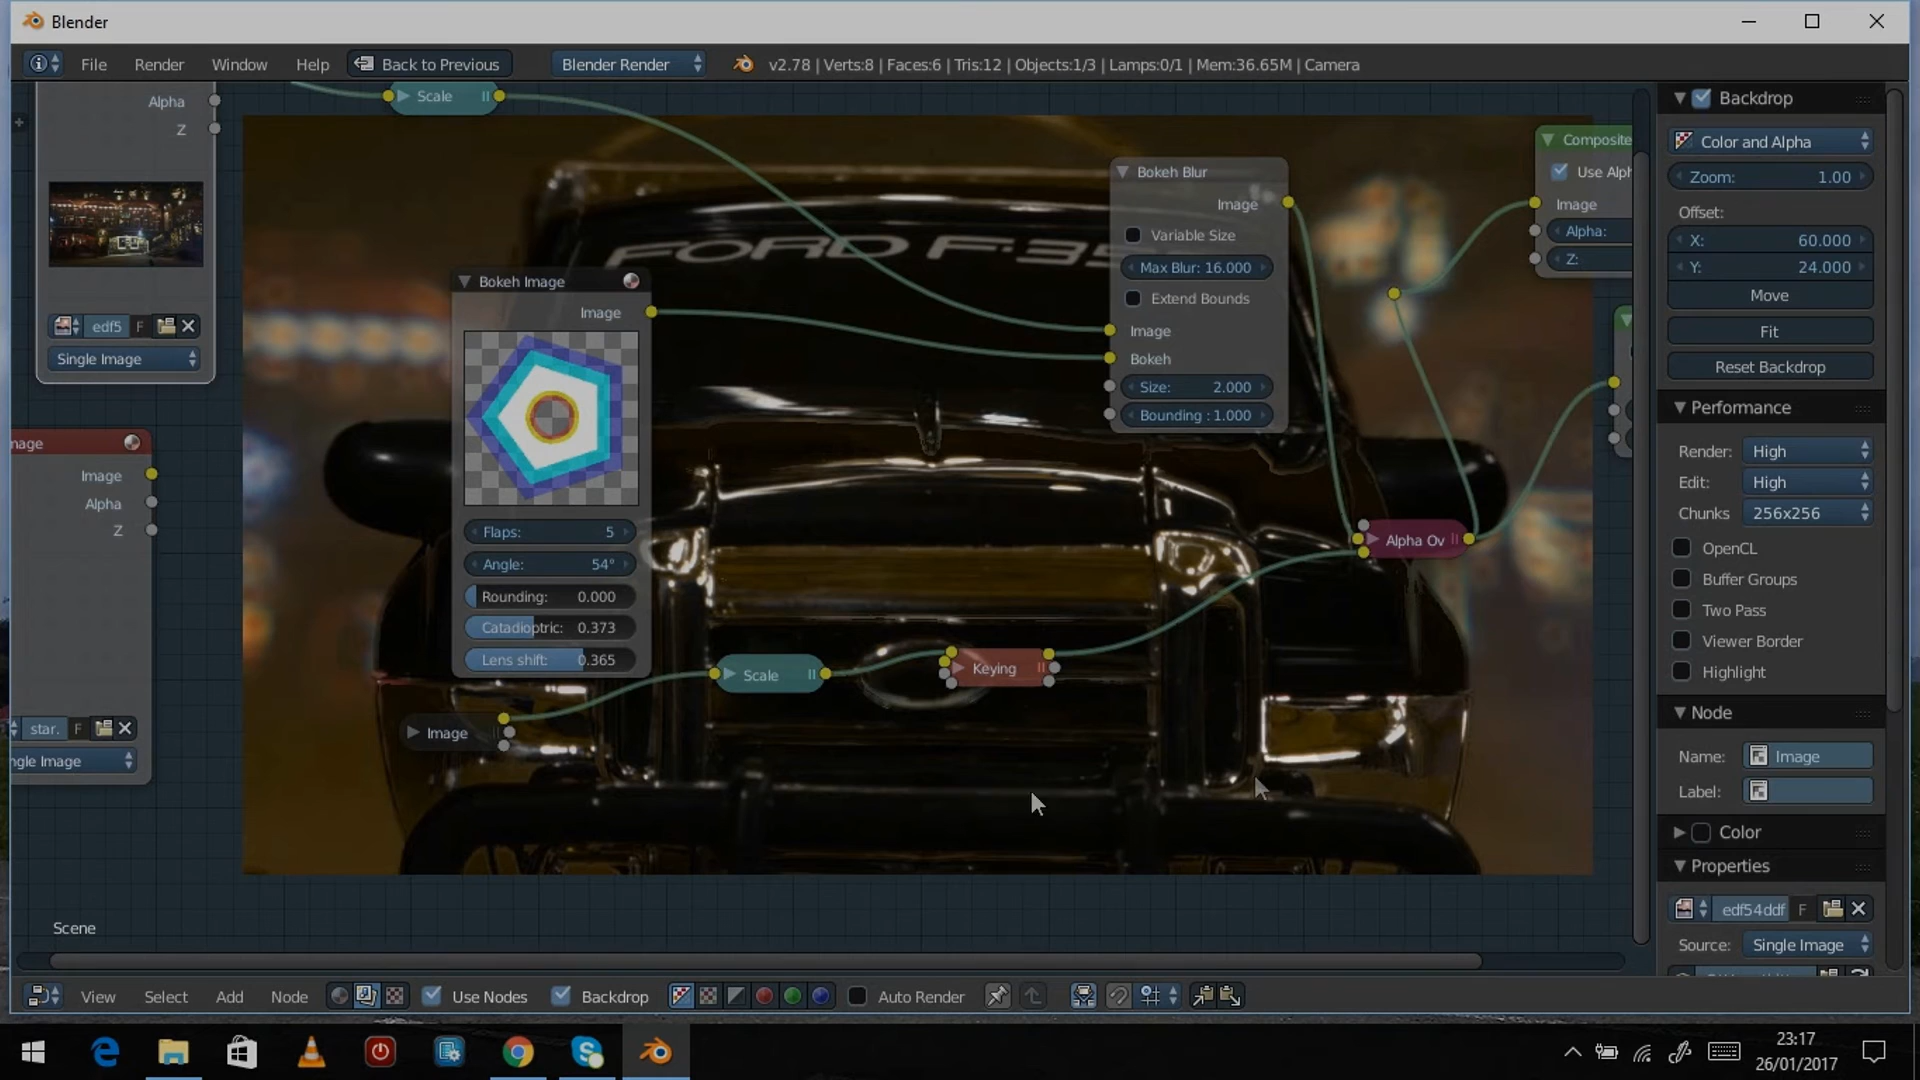 Blender
File Render Window Help Back to Previous Blender Render v2.78 | Verts:8 | Faces:6 | Tris:12 | Objects:1/3 | Lamps:0/1 | Mem:36.65M | Camera
Alpha
Z
edf5 F
Single Image
mage
Image
Alpha
Z
star. F
ngle Image
Scale
Bokeh Image
Image
Flaps: 5
Angle: 54°
Rounding: 0.000
Catadioptric: 0.373
Lens shift: 0.365
Image
Scale
Keying
FORD F-35
Bokeh Blur
Image
Variable Size
Max Blur: 16.000
Extend Bounds
Image
Bokeh
Size: 2.000
Bounding : 1.000
Alpha Ov
Composite
Use Alph
Image
Alpha:
Z:
Backdrop
Color and Alpha
Zoom: 1.00
Offset:
X: 60.000
Y: 24.000
Move
Fit
Reset Backdrop
Performance
Render: High
Edit: High
Chunks 256x256
OpenCL
Buffer Groups
Two Pass
Viewer Border
Highlight
Node
Name: Image
Label:
Color
Properties
edf54ddf F
Source: Single Image
Scene
View Select Add Node Use Nodes Backdrop Auto Render
23:17
26/01/2017